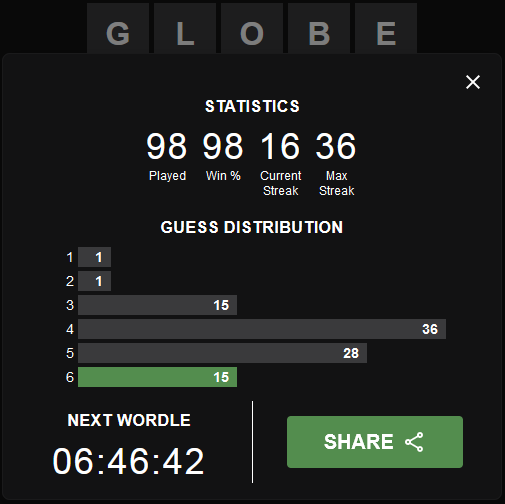 G L O B E
STATISTICS
98 98 16 36
Played Win % Current Streak Max Streak
GUESS DISTRIBUTION
1 1
2 1
3 15
4 36
5 28
6 15
NEXT WORDLE
06:46:42
SHARE